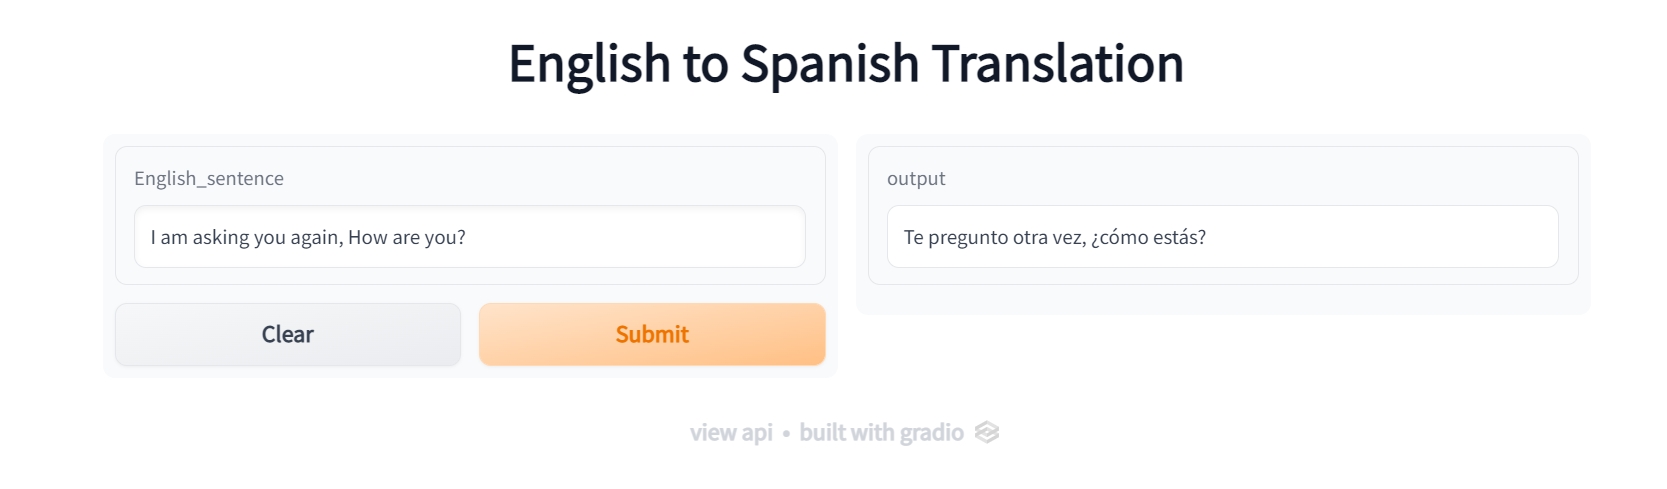 English to Spanish Translation
English_sentence
I am asking you again, How are you?
Clear
Submit
output
Te pregunto otra vez, ¿cómo estás?
view api • built with gradio